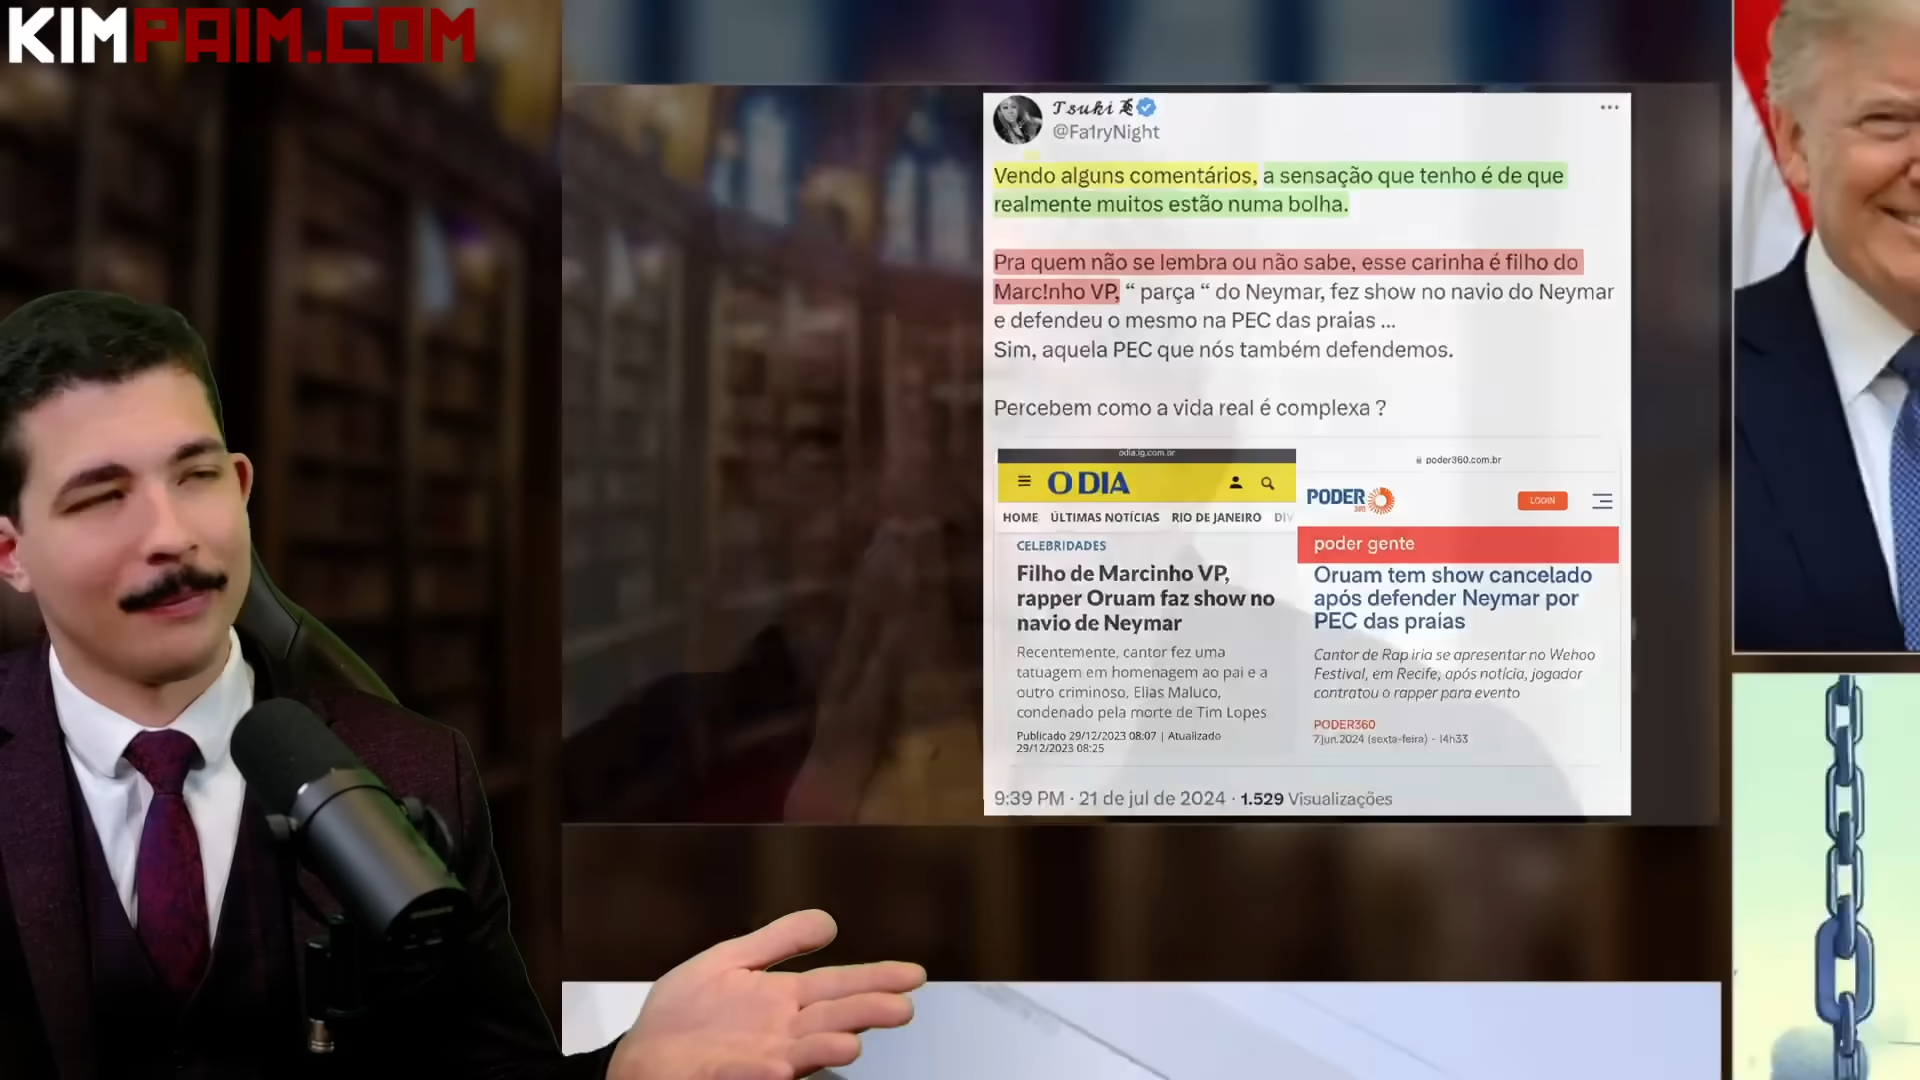 KIMPAIM.COM
Tsuki
@Fa1ryNight
Vendo alguns comentários, a sensação que tenho é de que
realmente muitos estão numa bolha.
Pra quem não se lembra ou não sabe, esse carinha é filho do
Marc!nho VP, “ parça “ do Neymar, fez show no navio do Neymar
e defendeu o mesmo na PEC das praias ...
Sim, aquela PEC que nós também defendemos.
Percebem como a vida real é complexa ?
odia.ig.com.br
O DIA
HOME ÚLTIMAS NOTÍCIAS RIO DE JANEIRO DIV
CELEBRIDADES
Filho de Marcinho VP,
rapper Oruam faz show no
navio de Neymar
Recentemente, cantor fez uma
tatuagem em homenagem ao pai e a
outro criminoso, Elias Maluco,
condenado pela morte de Tim Lopes
Publicado 29/12/2023 08:07 | Atualizado
29/12/2023 08:25
poder360.com.br
PODER
360
LOGIN
poder gente
Oruam tem show cancelado
após defender Neymar por
PEC das praias
Cantor de Rap iria se apresentar no Wehoo
Festival, em Recife; após notícia, jogador
contratou o rapper para evento
PODER360
7.jun.2024 (sexta-feira) - 14h33
9:39 PM · 21 de jul de 2024 · 1.529 Visualizações